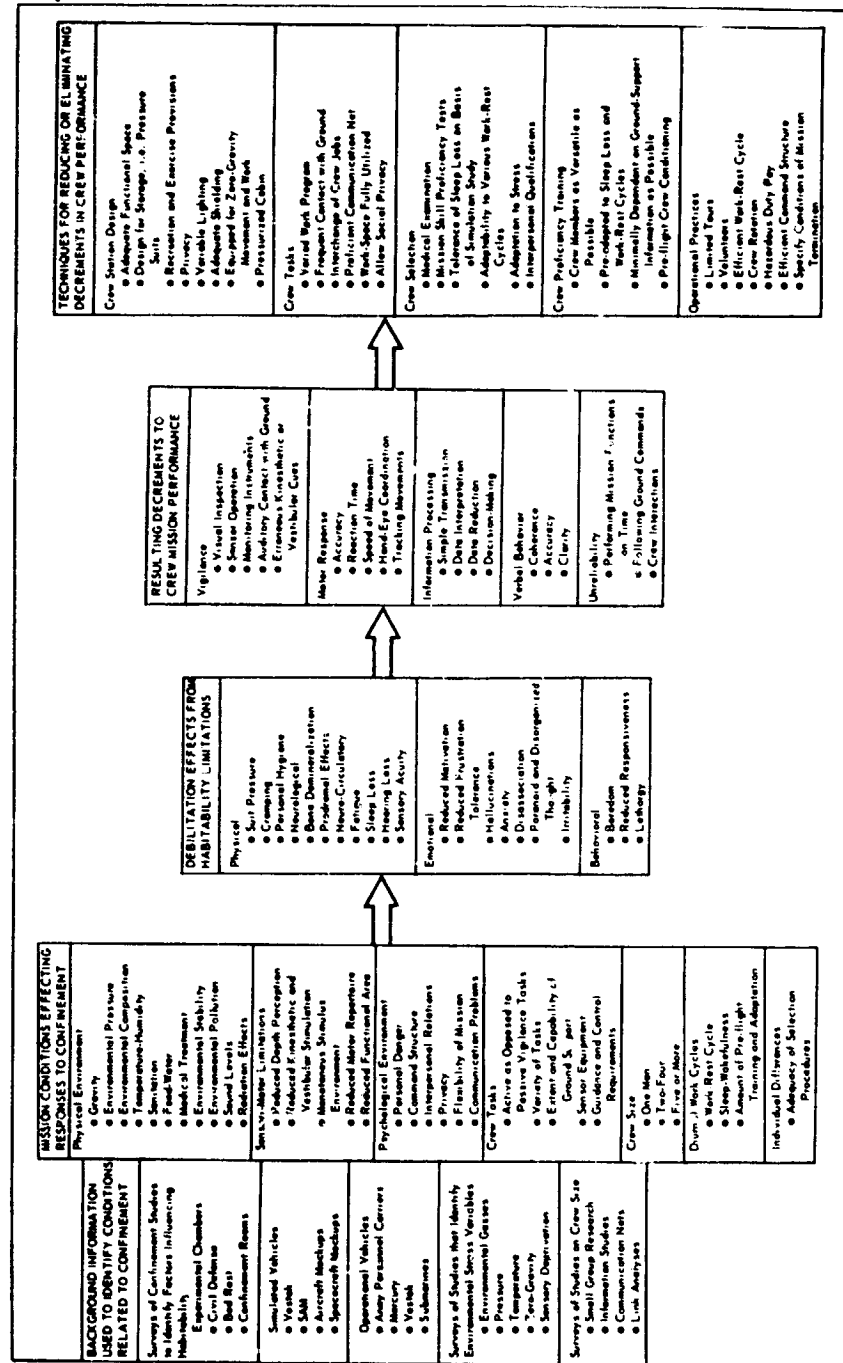 BACKGROUND INFORMATION
USED TO IDENTIFY CONDITIONS
RELATED TO CONFINEMENT
Surveys of Confinement Studies
to Identify Factors Influencing
Habitability
Experimental Chambers
● Civil Defense
● Bed Rest
● Confinement Rooms
Simulated Vehicles
● Vostok
● SAM
● Aircraft Mockups
● Spacecraft Mockups
Operational Vehicles
● Army Personnel Carriers
● Mercury
● Vostok
● Submarines
Surveys of Studies that Identify
Environmental Stress Variables
● Environmental Gasses
● Pressure
● Temperature
● Zero-Gravity
● Sensory Deprivation
Surveys of Studies on Crew Size
● Small Group Research
● Information Studies
● Communication Nets
● Link Analyses
MISSION CONDITIONS EFFECTING
RESPONSES TO CONFINEMENT
Physical Environment
● Gravity
● Environmental Pressure
● Environmental Composition
● Temperature-Humidity
● Sanitation
● Food-Water
● Medical Treatment
● Environmental Stability
● Environmental Pollution
● Sound Levels
● Radiation Effects
Sensory-Motor Limitations
● Reduced Depth Perception
● Reduced Kinesthetic and
Vestibular Stimulation
● Monotonous Stimulus
Environment
● Reduced Motor Repertoire
● Reduced Functional Area
Psychological Environment
● Personal Danger
● Command Structure
● Interpersonal Relations
● Privacy
● Flexibility of Mission
● Communication Problems
Crew Tasks
● Active as Opposed to
Passive Vigilance Tasks
● Variety of Tasks
● Extent and Capability of
Ground Support
● Sensor Equipment
● Guidance and Control
Requirements
Crew Size
● One Man
● Two-Four
● Five or More
Diurnal Work Cycles
● Work Rest Cycle
● Sleep-Wakefulness
● Amount of Pre-flight
Training and Adaptation
Individual Differences
● Adequacy of Selection
Procedures
DEBILITATION EFFECTS FROM
HABITABILITY LIMITATIONS
Physical
● Suit Pressure
● Cramping
● Personal Hygiene
● Neurological
● Bone Demineralization
● Prodromal Effects
● Neuro-Circulatory
● Fatigue
● Sleep Loss
● Hearing Loss
● Sensory Acuity
Emotional
● Reduced Motivation
● Reduced Frustration
Tolerance
● Hallucinations
● Anxiety
● Disassociation
● Paranoid and Disorganized
Thought
● Irritability
Behavioral
● Boredom
● Reduced Responsiveness
● Lethargy
RESULTING DECREMENTS TO
CREW MISSION PERFORMANCE
Vigilance
● Visual Inspection
● Sensor Operation
● Monitoring Instruments
● Auditory Contact with Ground
● Erroneous Kinesthetic or
Vestibular Cues
Motor Response
● Accuracy
● Reaction Time
● Speed of Movement
● Hand-Eye Coordination
● Tracking Movements
Information Processing
● Simple Transmission
● Data Interpretation
● Data Reduction
● Decision-Making
Verbal Behavior
● Coherence
● Accuracy
● Clarity
Unreliability
● Performing Mission Functions
on Time
● Following Ground Commands
● Crew Interactions
TECHNIQUES FOR REDUCING OR ELIMINATING
DECREMENTS IN CREW PERFORMANCE
Crew Station Design
● Adequate Functional Space
● Design for Storage, i.e. Pressure
Suits
● Recreation and Exercise Provisions
● Privacy
● Variable Lighting
● Adequate Shielding
● Equipped for Zero-Gravity
Movement and Work
● Pressurized Cabin
Crew Tasks
● Varied Work Program
● Frequent Contact with Ground
● Interchange of Crew Jobs
● Proficient Communication Net
● Work-Space Fully Utilized
● Allow Social Privacy
Crew Selection
● Medical Examination
● Mission Skill Proficiency Tests
● Tolerance of Sleep Loss on Basis
of Simulation Study
● Adaptability to Various Work-Rest
Cycles
● Adaptation to Stress
● Interpersonal Qualifications
Crew Proficiency Training
● Crew Members as Versatile as
Possible
● Pre-adapted to Sleep Loss and
Work-Rest Cycles
● Minimally Dependent on Ground-Support
Information as Possible
● Pre-flight Crew Conditioning
Operational Practices
● Limited Tours
● Volunteers
● Efficient Work-Rest Cycle
● Crew Rotation
● Hazardous Duty Pay
● Efficient Command Structure
● Specify Conditions of Mission
Termination